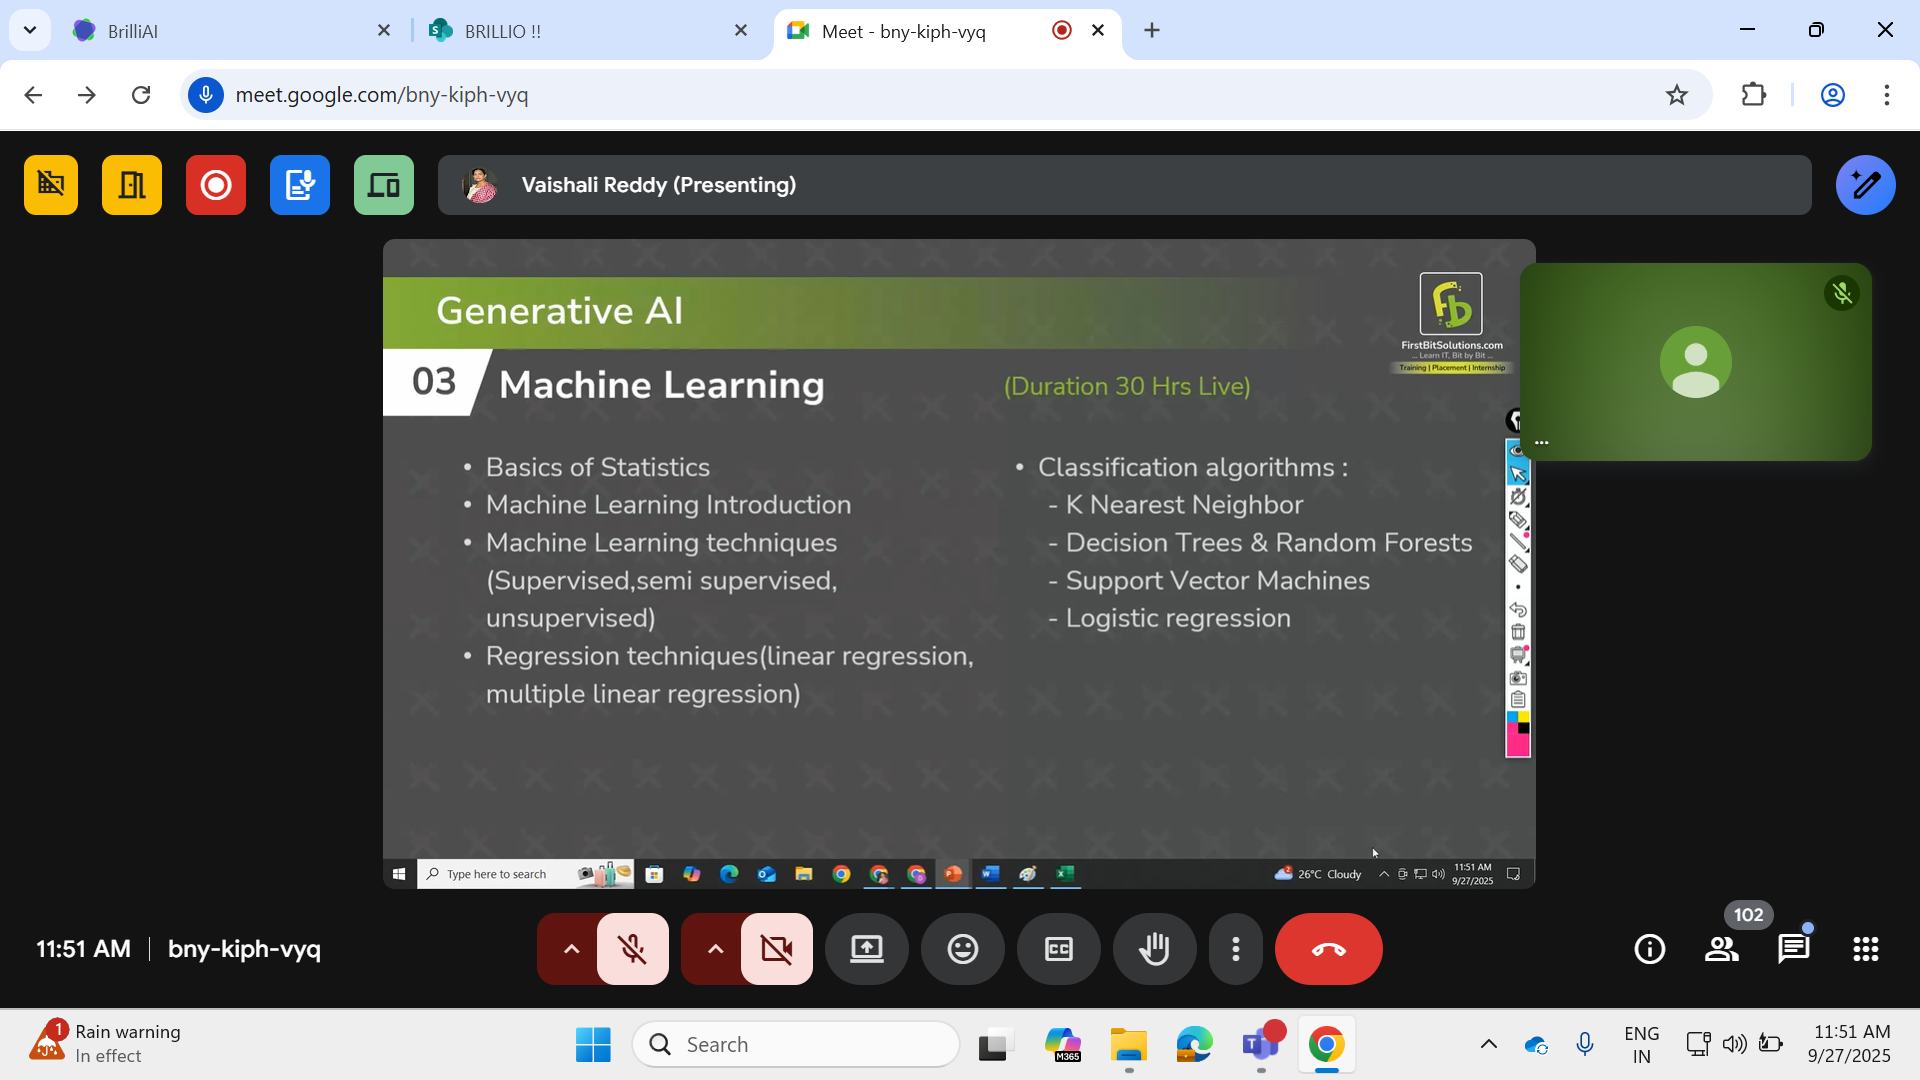 BrilliAI
BRILLIO !!
Meet - bny-kiph-vyq
meet.google.com/bny-kiph-vyq
Vaishali Reddy (Presenting)
Generative AI
FirstBitSolutions.com
... Learn IT, Bit by Bit ...
Training | Placement | Internship
03
Machine Learning
(Duration 30 Hrs Live)
• Basics of Statistics
• Machine Learning Introduction
• Machine Learning techniques
(Supervised,semi supervised,
unsupervised)
• Regression techniques(linear regression,
multiple linear regression)
• Classification algorithms :
- K Nearest Neighbor
- Decision Trees & Random Forests
- Support Vector Machines
- Logistic regression
...
Type here to search
26°C Cloudy
11:51 AM
9/27/2025
11:51 AM
bny-kiph-vyq
CC
102
1
Rain warning
In effect
Search
M365
ENG
IN
11:51 AM
9/27/2025